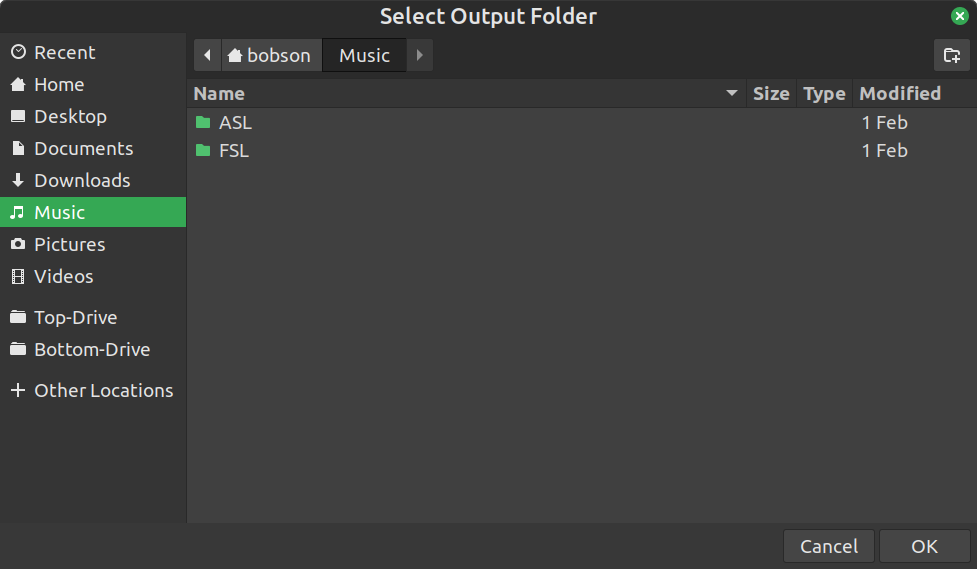 Select Output Folder
Recent
Home
Desktop
Documents
Downloads
Music
Pictures
Videos
Top-Drive
Bottom-Drive
Other Locations
bobson Music
Name Size Type Modified
ASL 1 Feb
FSL 1 Feb
Cancel OK